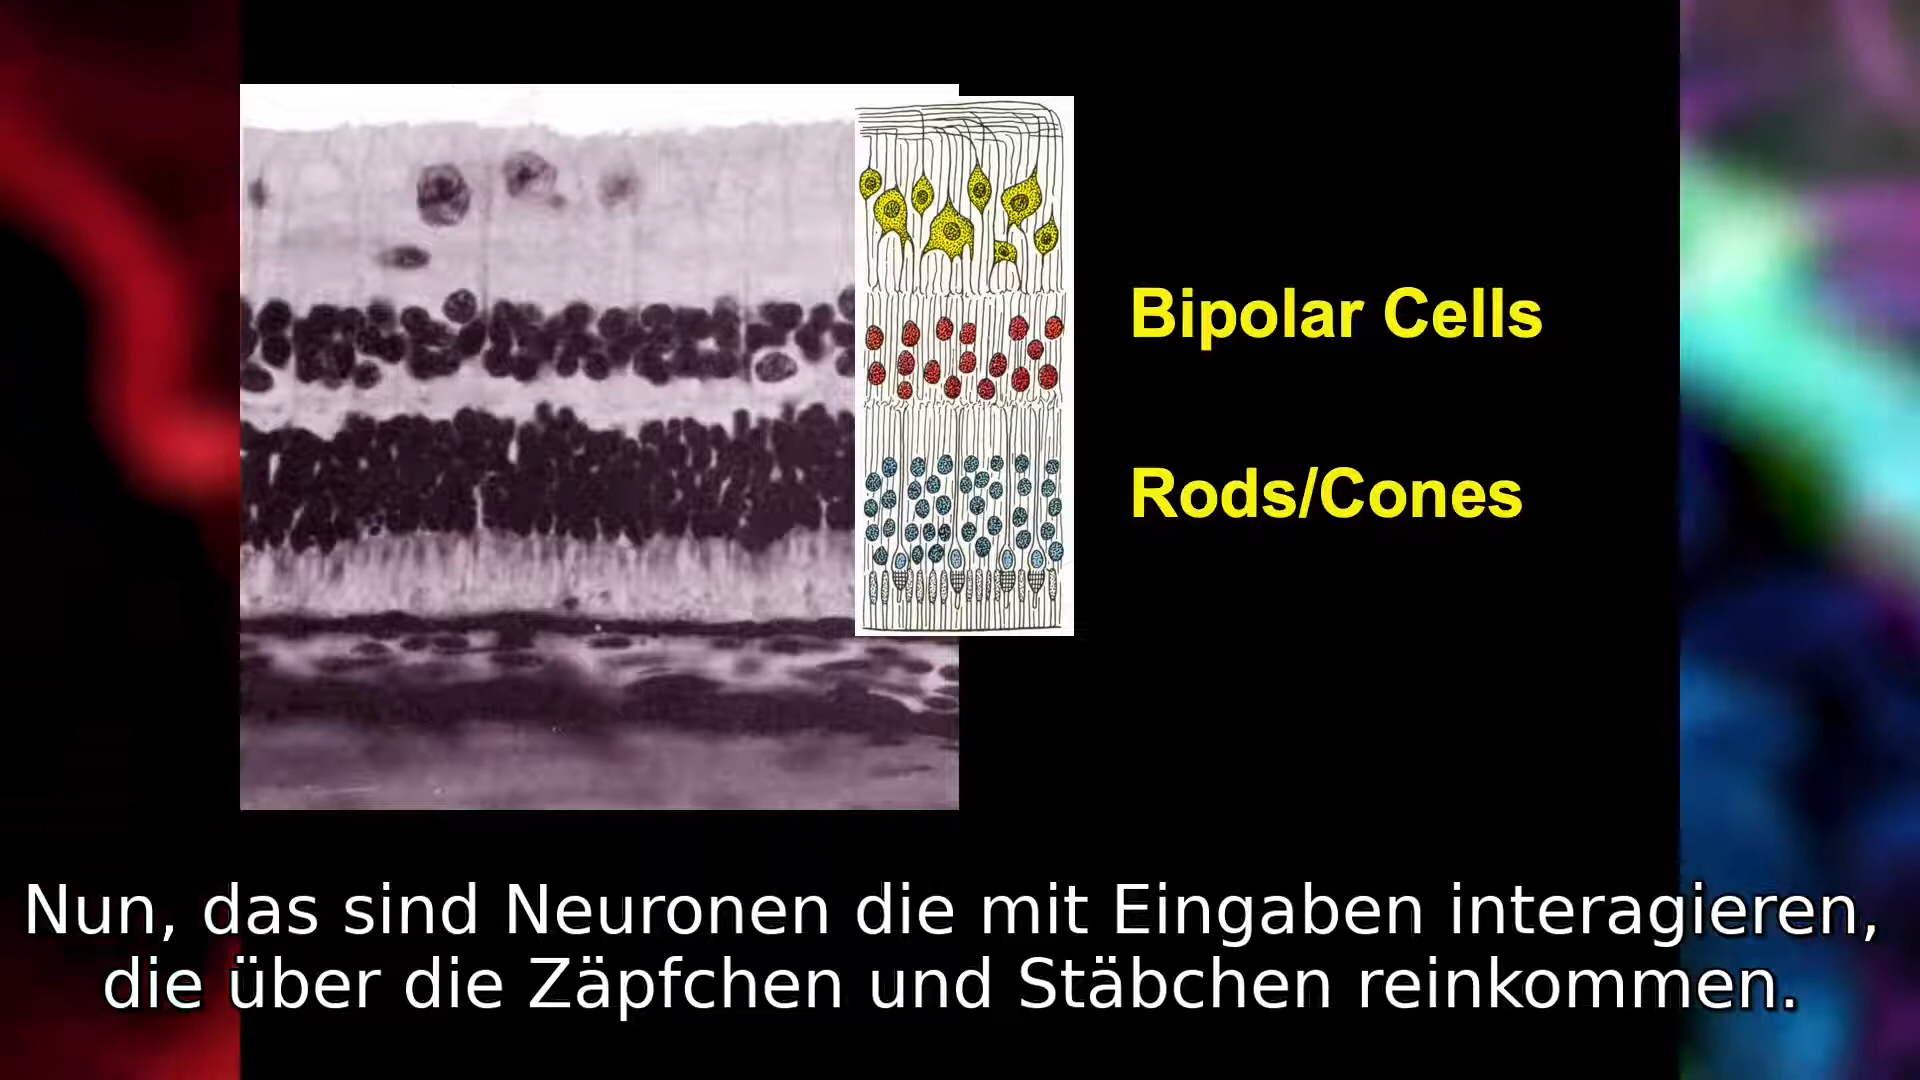 Bipolar Cells
Rods/Cones
Nun, das sind Neuronen die mit Eingaben interagieren,
die über die Zäpfchen und Stäbchen reinkommen.